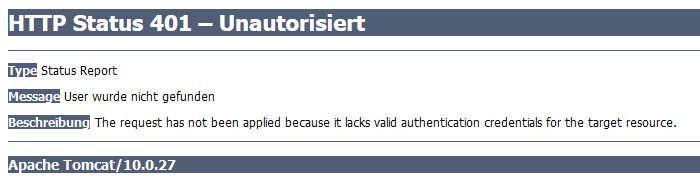 HTTP Status 401 – Unautorisiert
Type Status Report
Message User wurde nicht gefunden
Beschreibung The request has not been applied because it lacks valid authentication credentials for the target resource.
Apache Tomcat/10.0.27